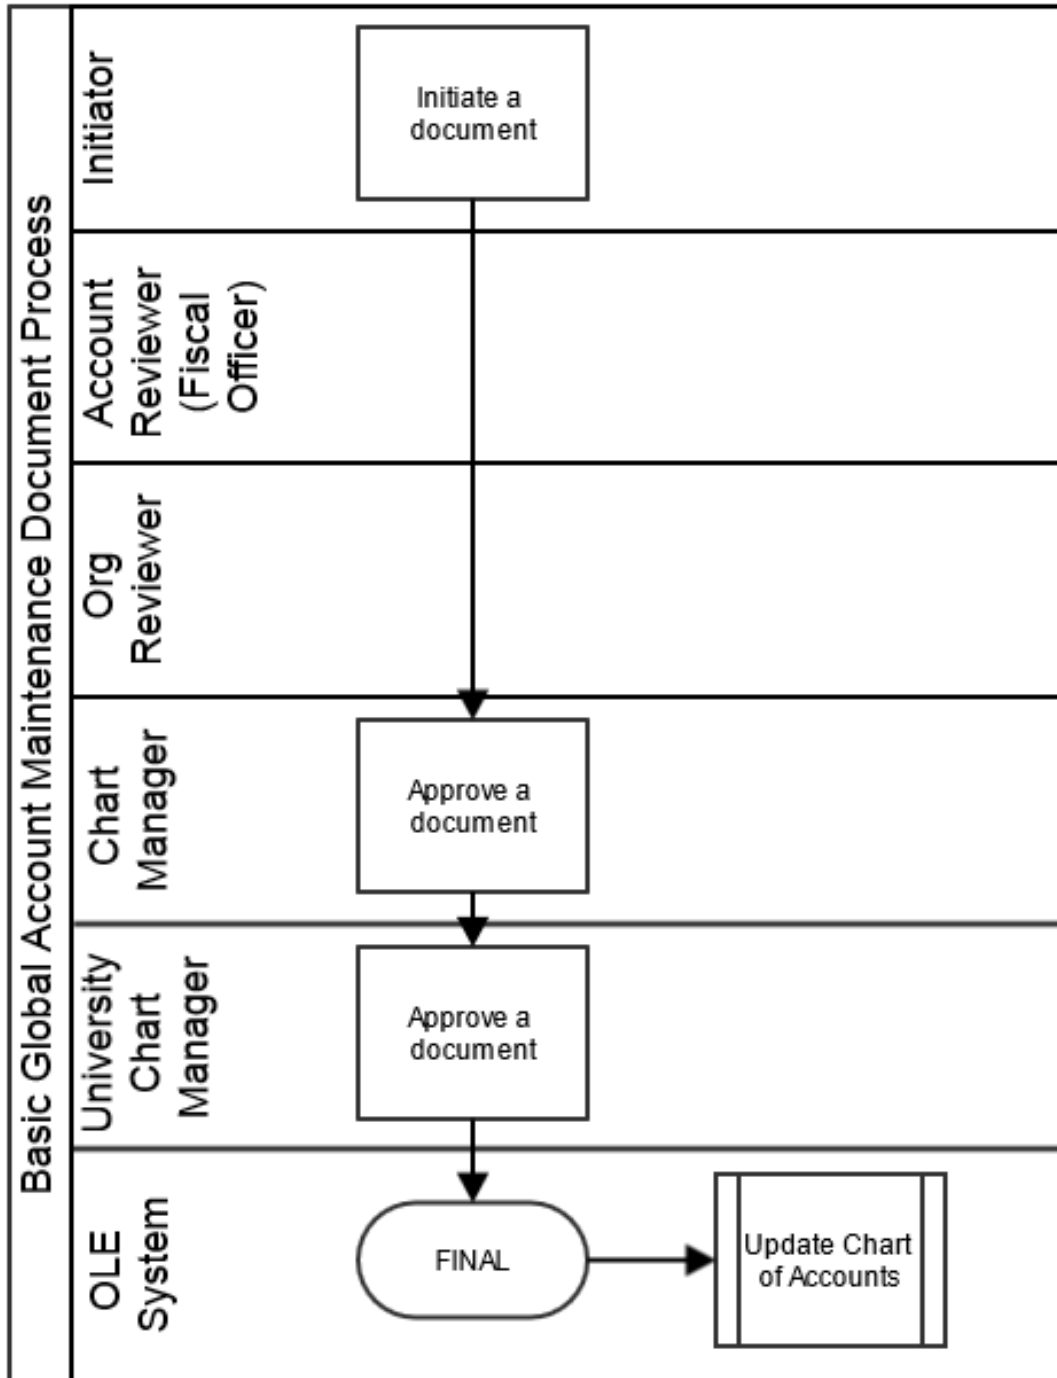 Basic Global Account Maintenance Document Process
Initiator
Initiate a
document
Account
Reviewer
(Fiscal
Officer)
Org
Reviewer
Chart
Manager
Approve a
document
University
Chart
Manager
Approve a
document
OLE
System
FINAL
Update Chart
of Accounts